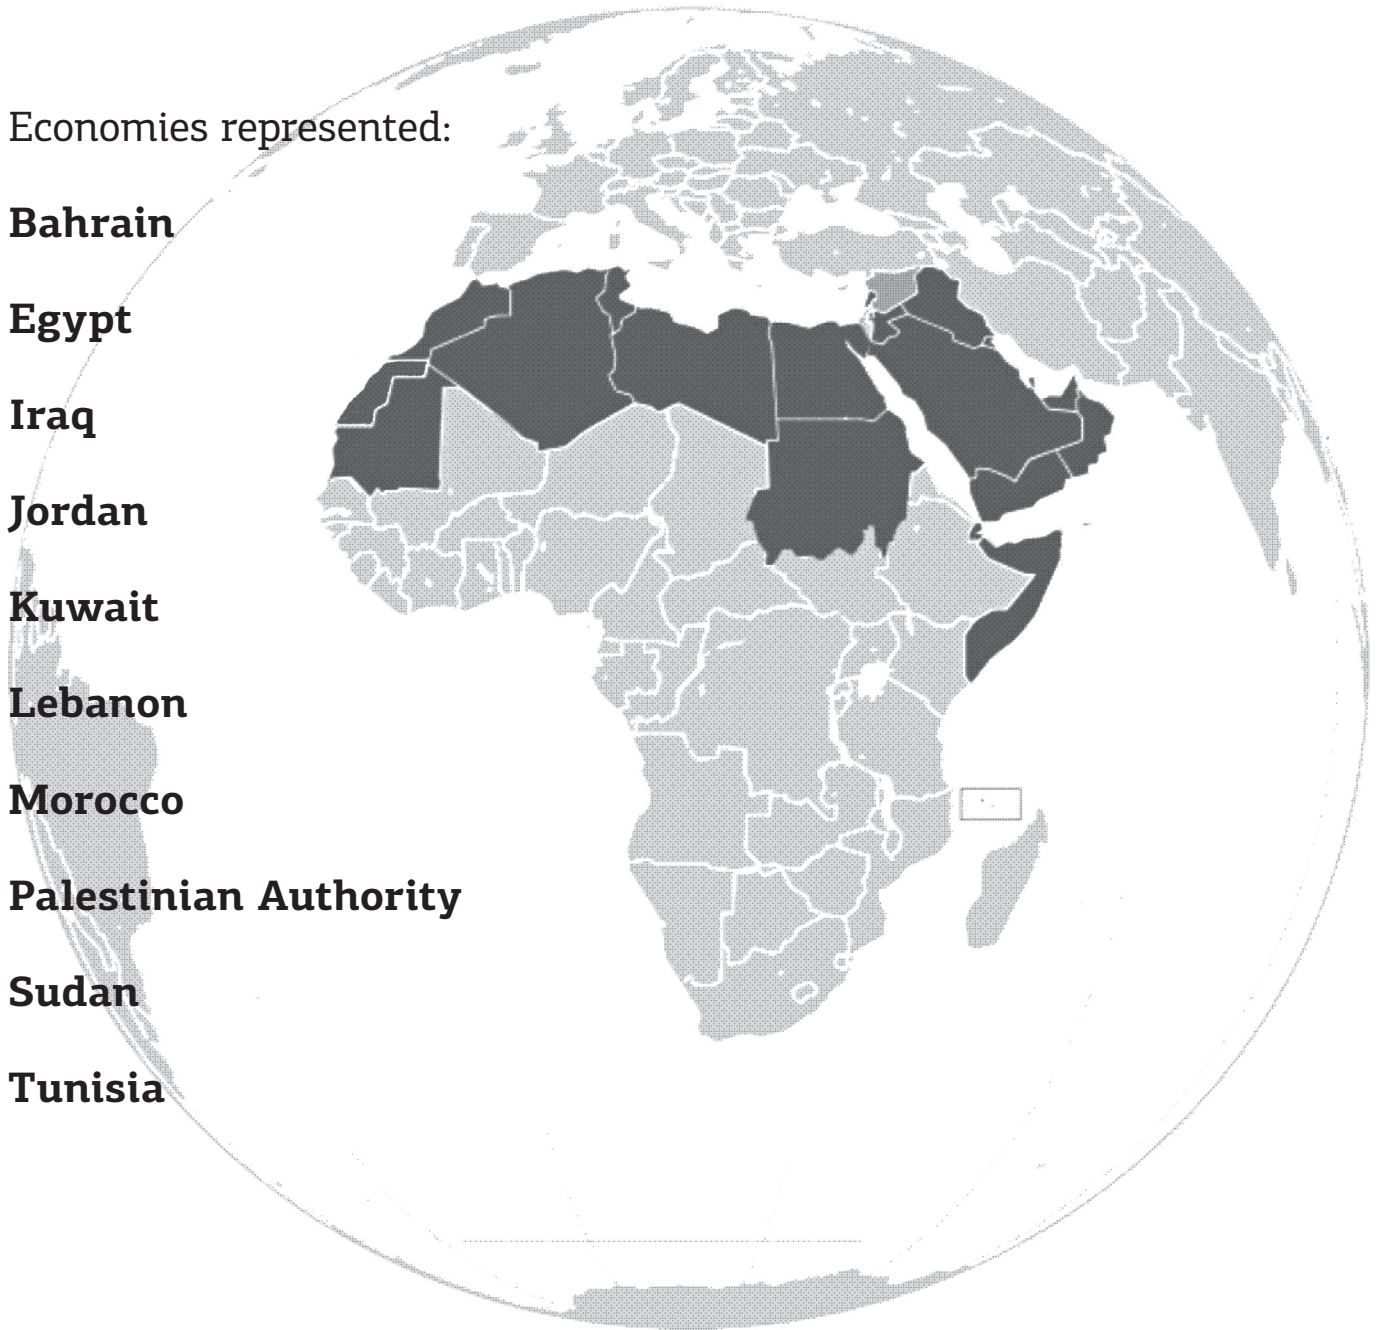 Economies represented:
Bahrain
Egypt
Iraq
Jordan
Kuwait
Lebanon
Morocco
Palestinian Authority
Sudan
Tunisia